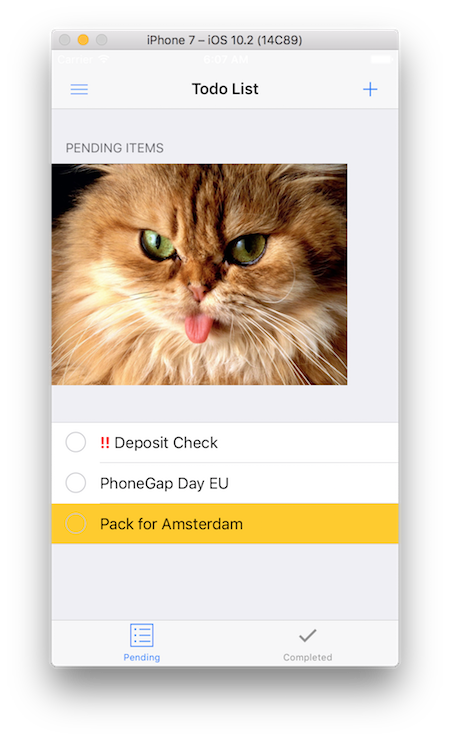 iPhone 7 – iOS 10.2 (14C89)
Carrier 6:07 AM
Todo List
PENDING ITEMS
!! Deposit Check
PhoneGap Day EU
Pack for Amsterdam
Pending Completed